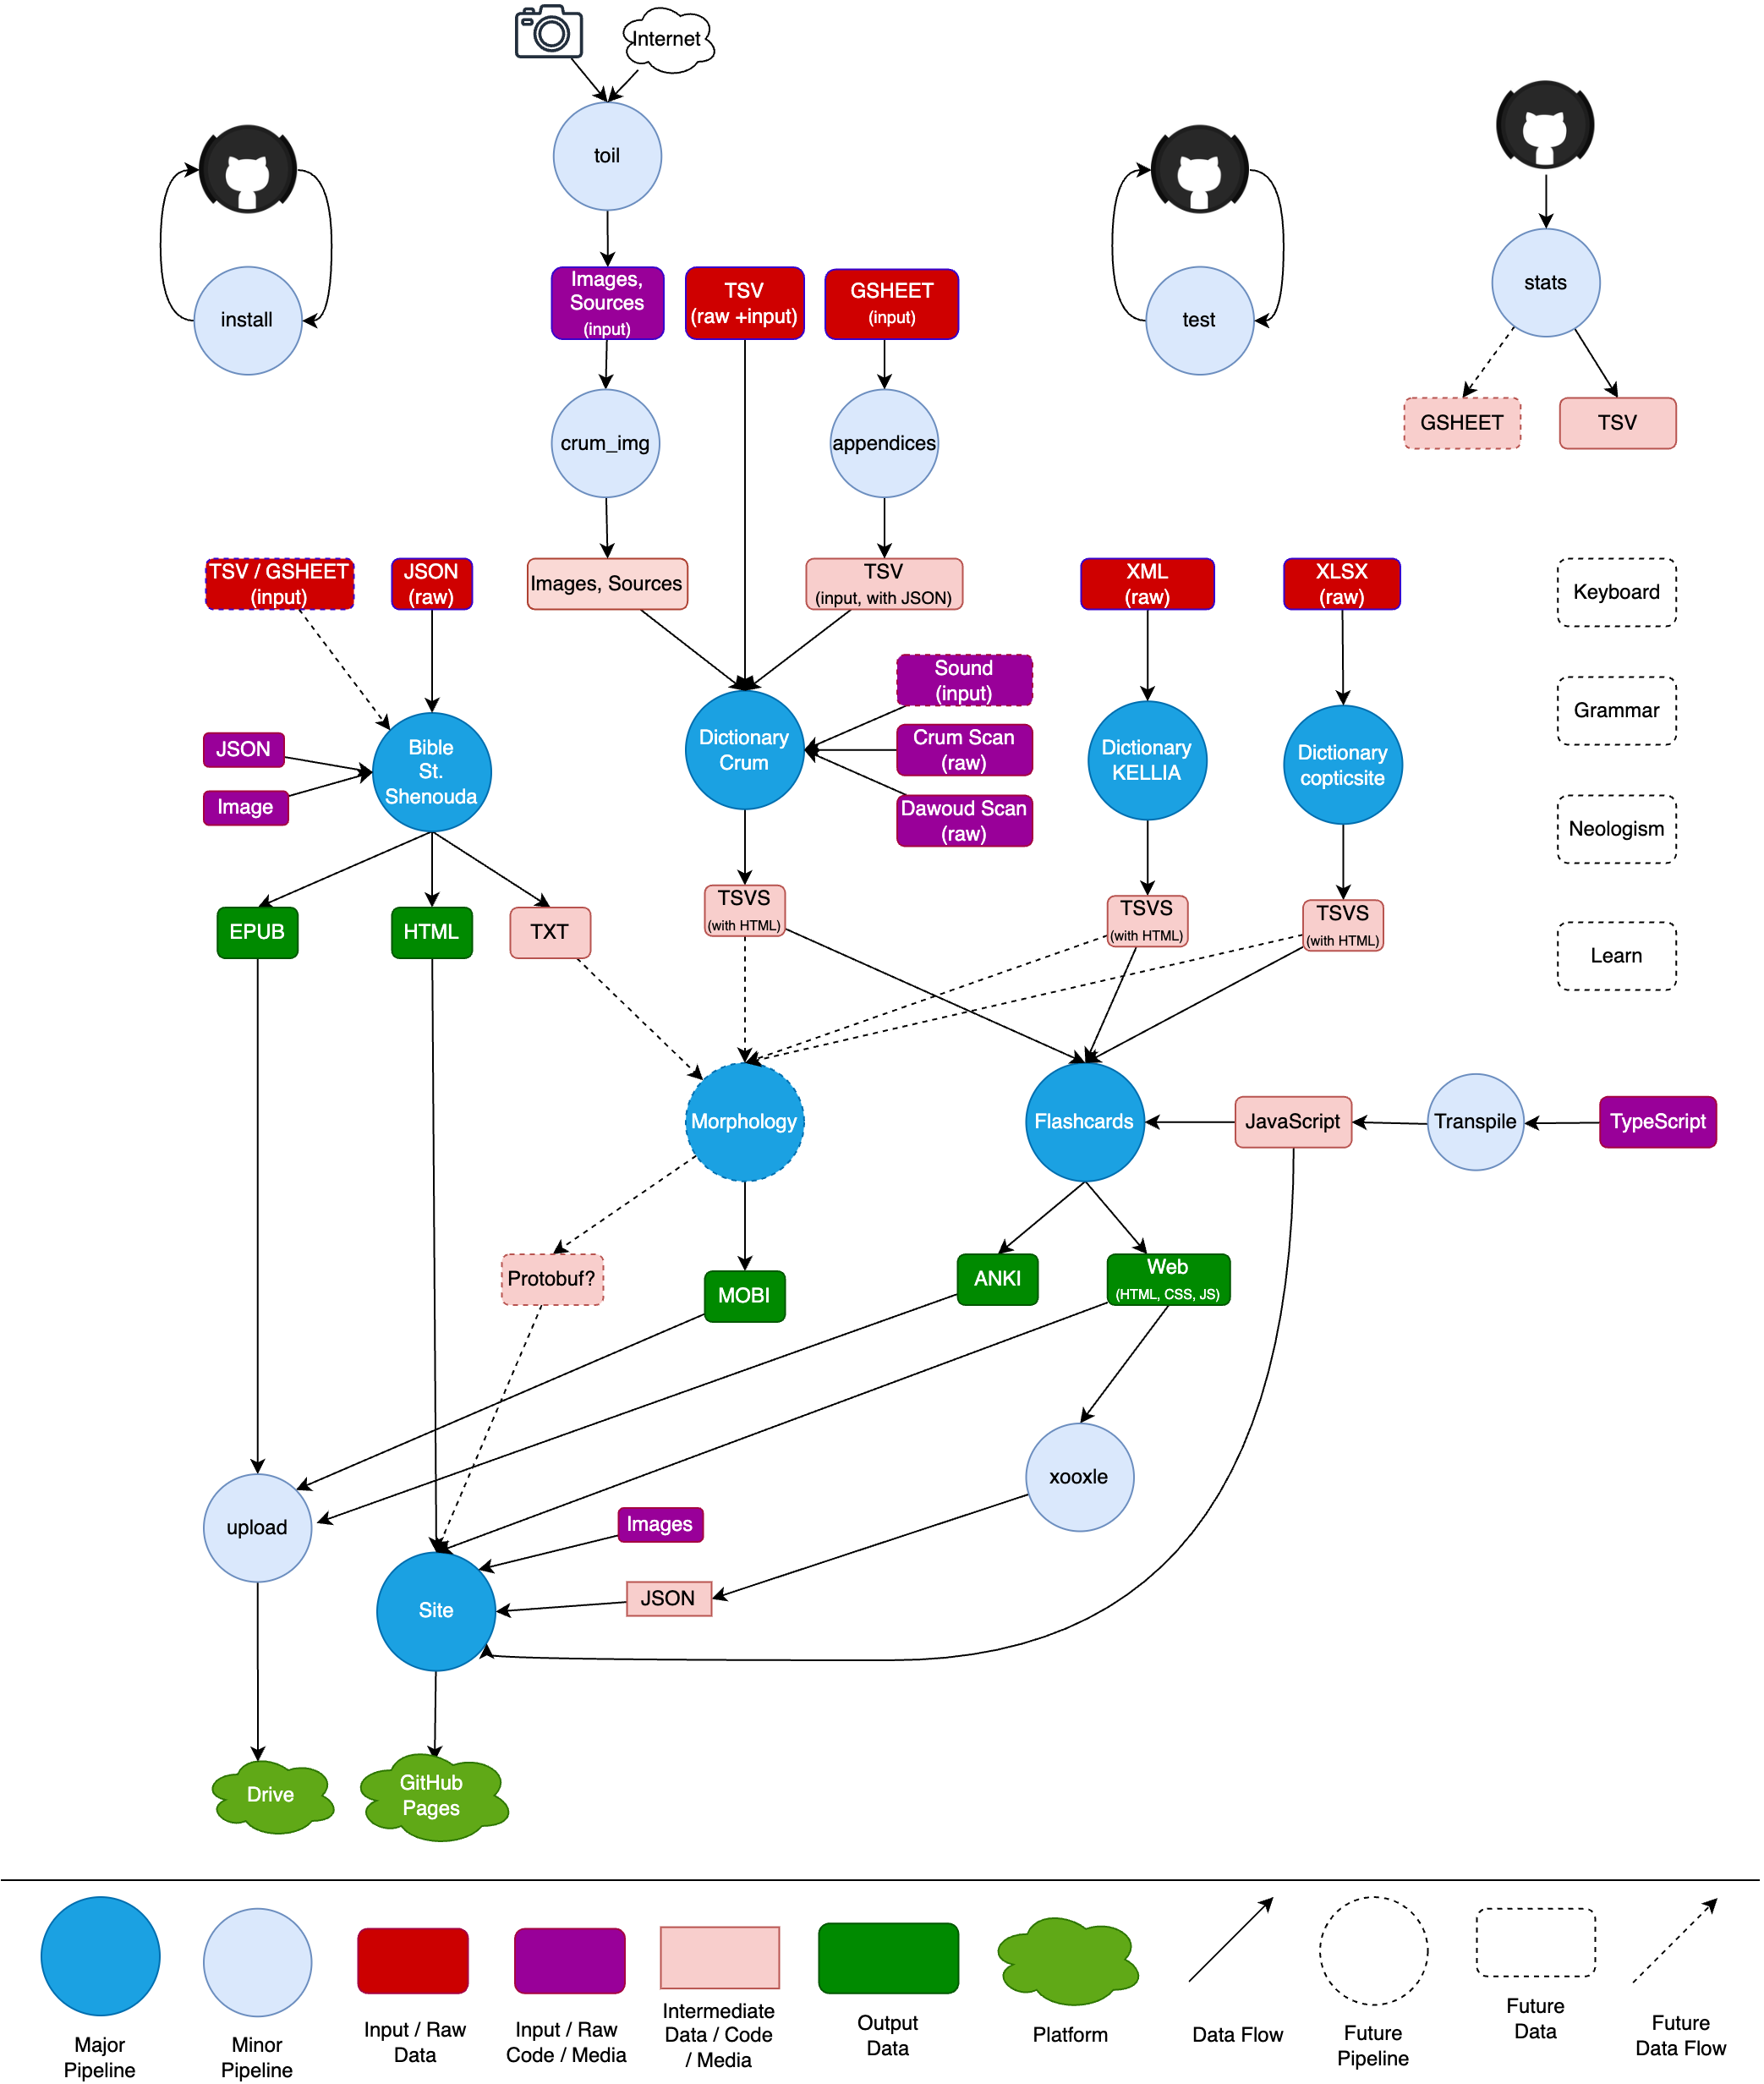 Internet
toil
install
test
stats
Images,
Sources
(input)
TSV
(raw +input)
GSHEET
(input)
crum_img
appendices
GSHEET
TSV
TSV / GSHEET
(input)
JSON
(raw)
Images, Sources
TSV
(input, with JSON)
XML
(raw)
XLSX
(raw)
Keyboard
Grammar
Neologism
Learn
Sound
(input)
Crum Scan
(raw)
Dawoud Scan
(raw)
JSON
Image
Bible
St.
Shenouda
Dictionary
Crum
Dictionary
KELLIA
Dictionary
copticsite
EPUB
HTML
TXT
TSVS
(with HTML)
TSVS
(with HTML)
TSVS
(with HTML)
Morphology
Flashcards
JavaScript
Transpile
TypeScript
Protobuf?
MOBI
ANKI
Web
(HTML, CSS, JS)
xooxle
upload
Images
JSON
Site
Drive
GitHub
Pages
Major
Pipeline
Minor
Pipeline
Input / Raw
Data
Input / Raw
Code / Media
Intermediate
Data / Code
/ Media
Output
Data
Platform
Data Flow
Future
Pipeline
Future
Data
Future
Data Flow